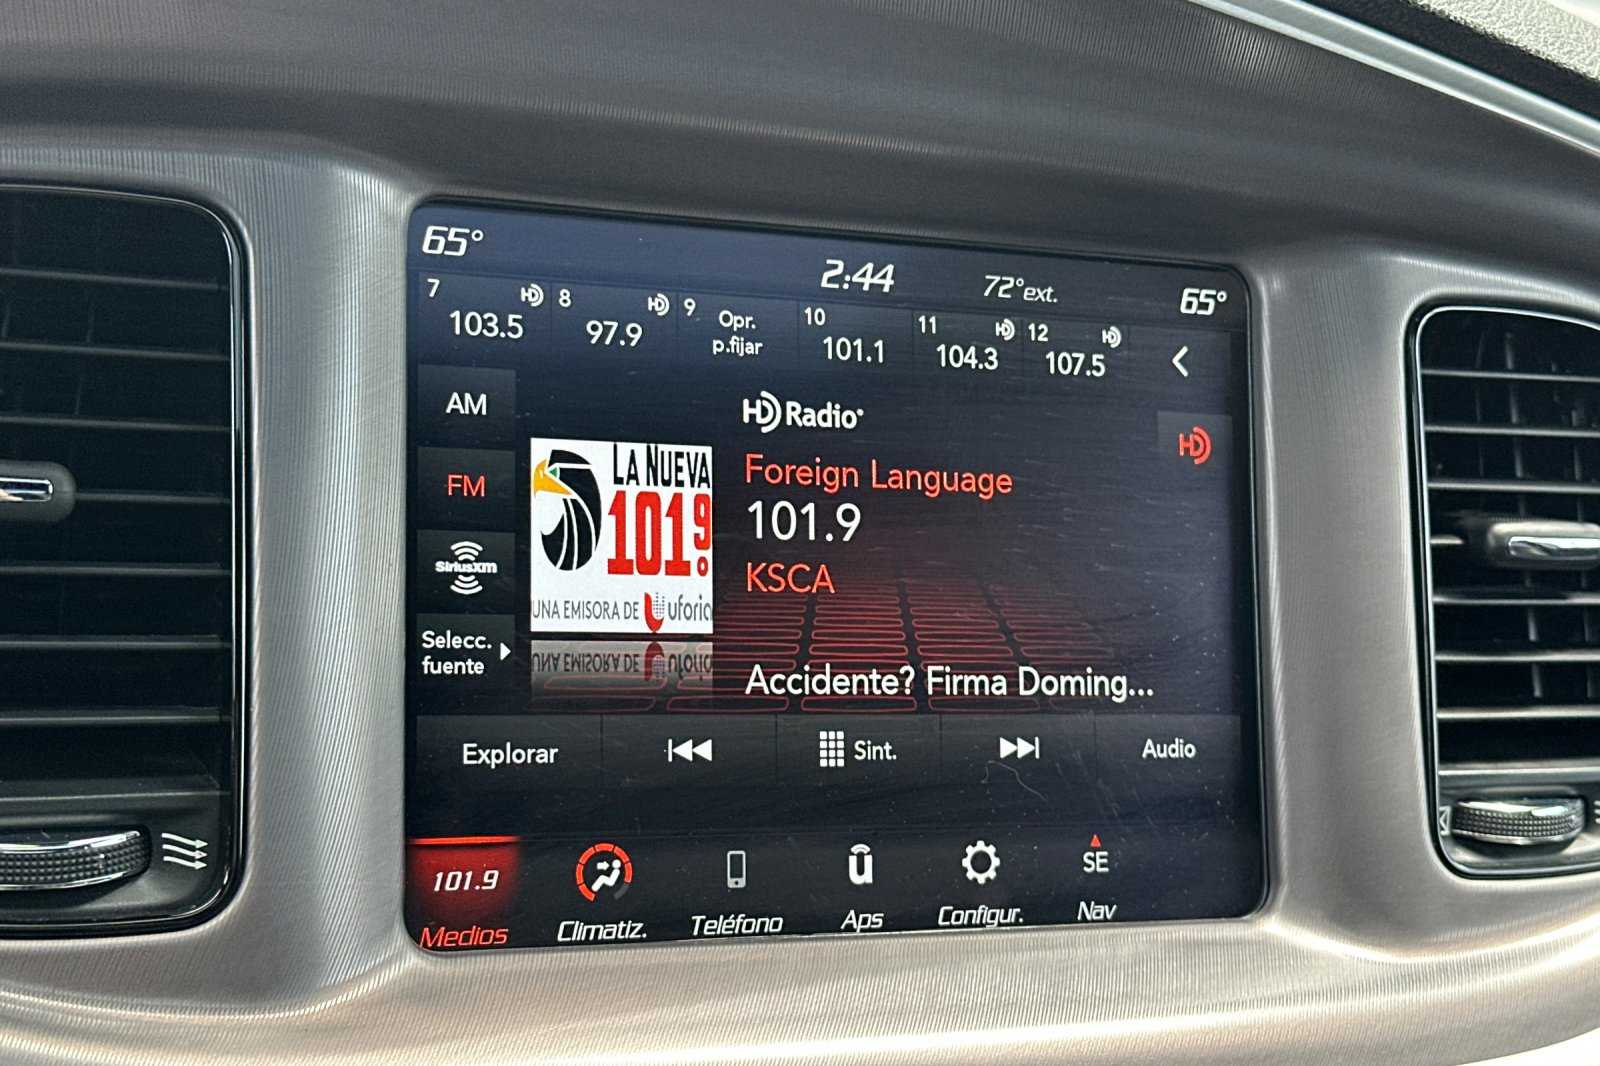 65°
2:44
72°ext.
65°
7
103.5
8
97.9
9
Opr.
p.fijar
10
101.1
11
104.3
12
107.5
AM
FM
SiriusXM
Selecc.
fuente
LA NUEVA
101.9
UNA EMISORA DE uforia
HD Radio
HD
Foreign Language
101.9
KSCA
Accidente? Firma Doming...
Explorar
Sint.
Audio
101.9
SE
Medios
Climatiz.
Teléfono
Aps
Configur.
Nav